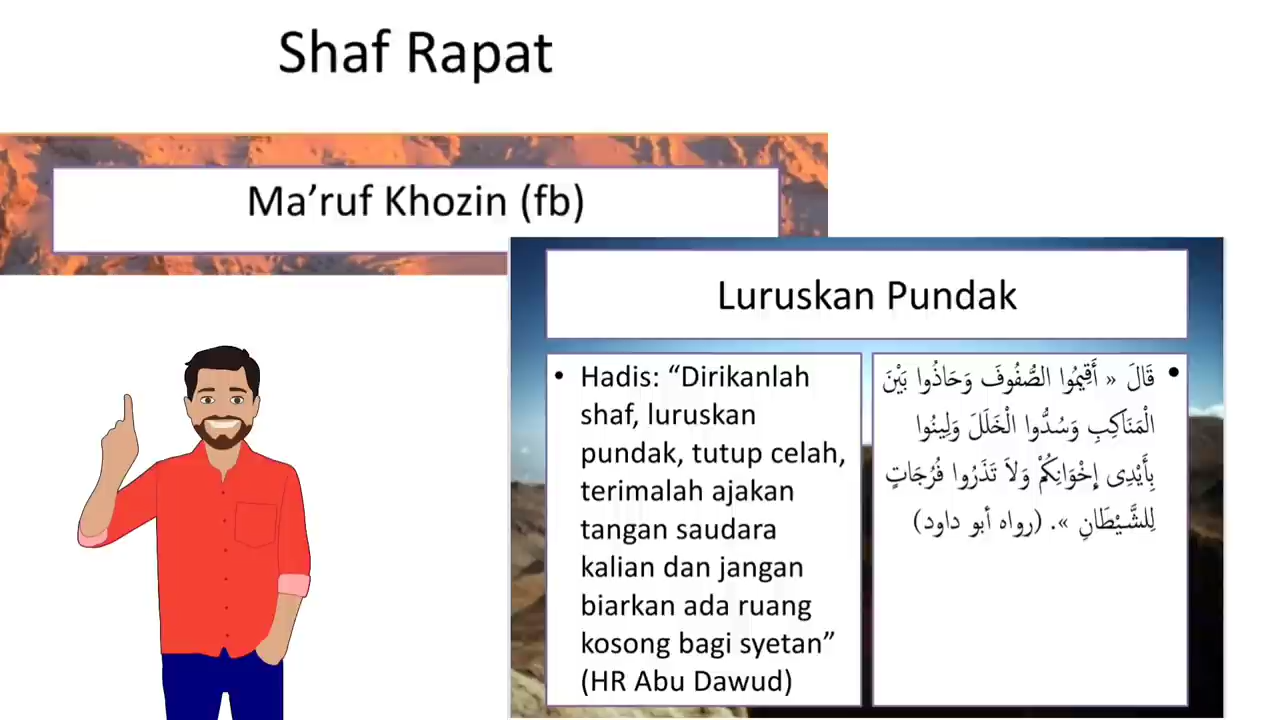 Shaf Rapat
Ma'ruf Khozin (fb)
Luruskan Pundak
• Hadis: “Dirikanlah
shaf, luruskan
pundak, tutup celah,
terimalah ajakan
tangan saudara
kalian dan jangan
biarkan ada ruang
kosong bagi syetan”
(HR Abu Dawud)
• قَالَ « أَقِيمُوا الصُّفُوفَ وَحَاذُوا بَيْنَ
الْمَنَاكِبِ وَسُدُّوا الْخَلَلَ وَلِينُوا
بِأَيْدِى إِخْوَانِكُمْ وَلاَ تَذَرُوا فُرُجَاتٍ
لِلشَّيْطَانِ ». (رواه أبو داود)